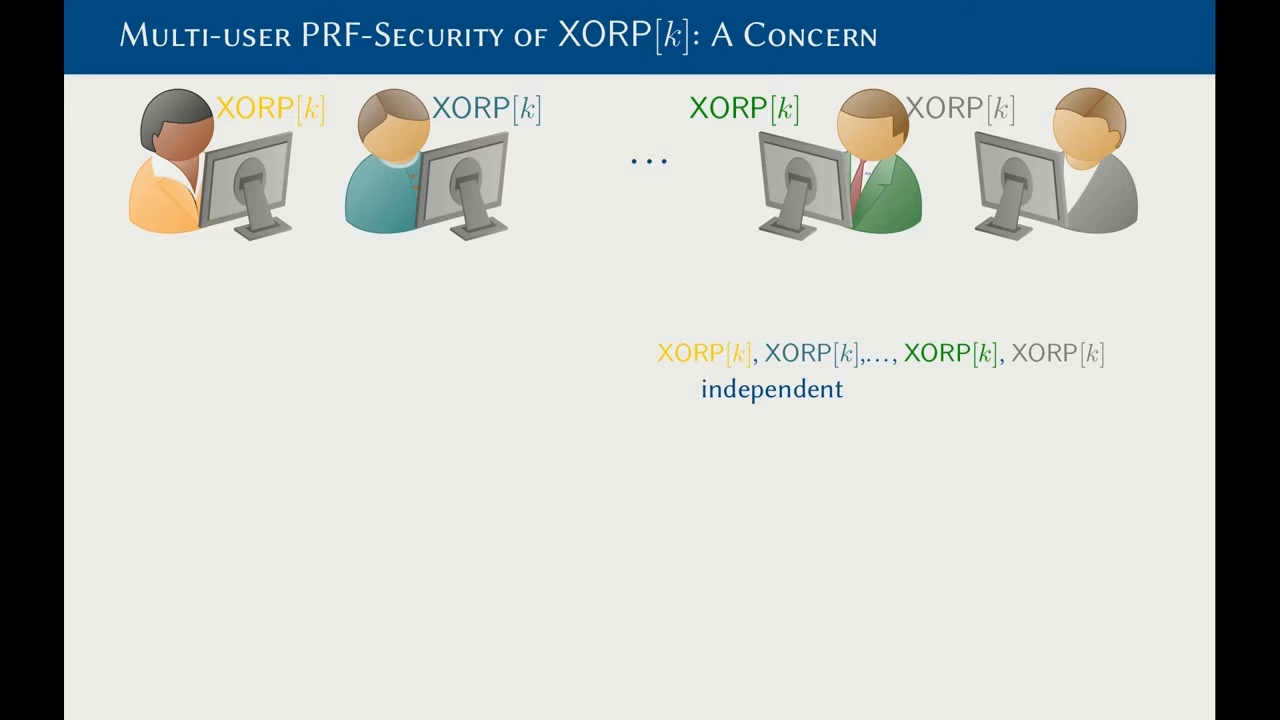 Multi-user PRF-Security of XORP[k]: A Concern
XORP[k] XORP[k] ... XORP[k] XORP[k]
XORP[k], XORP[k],..., XORP[k], XORP[k]
independent